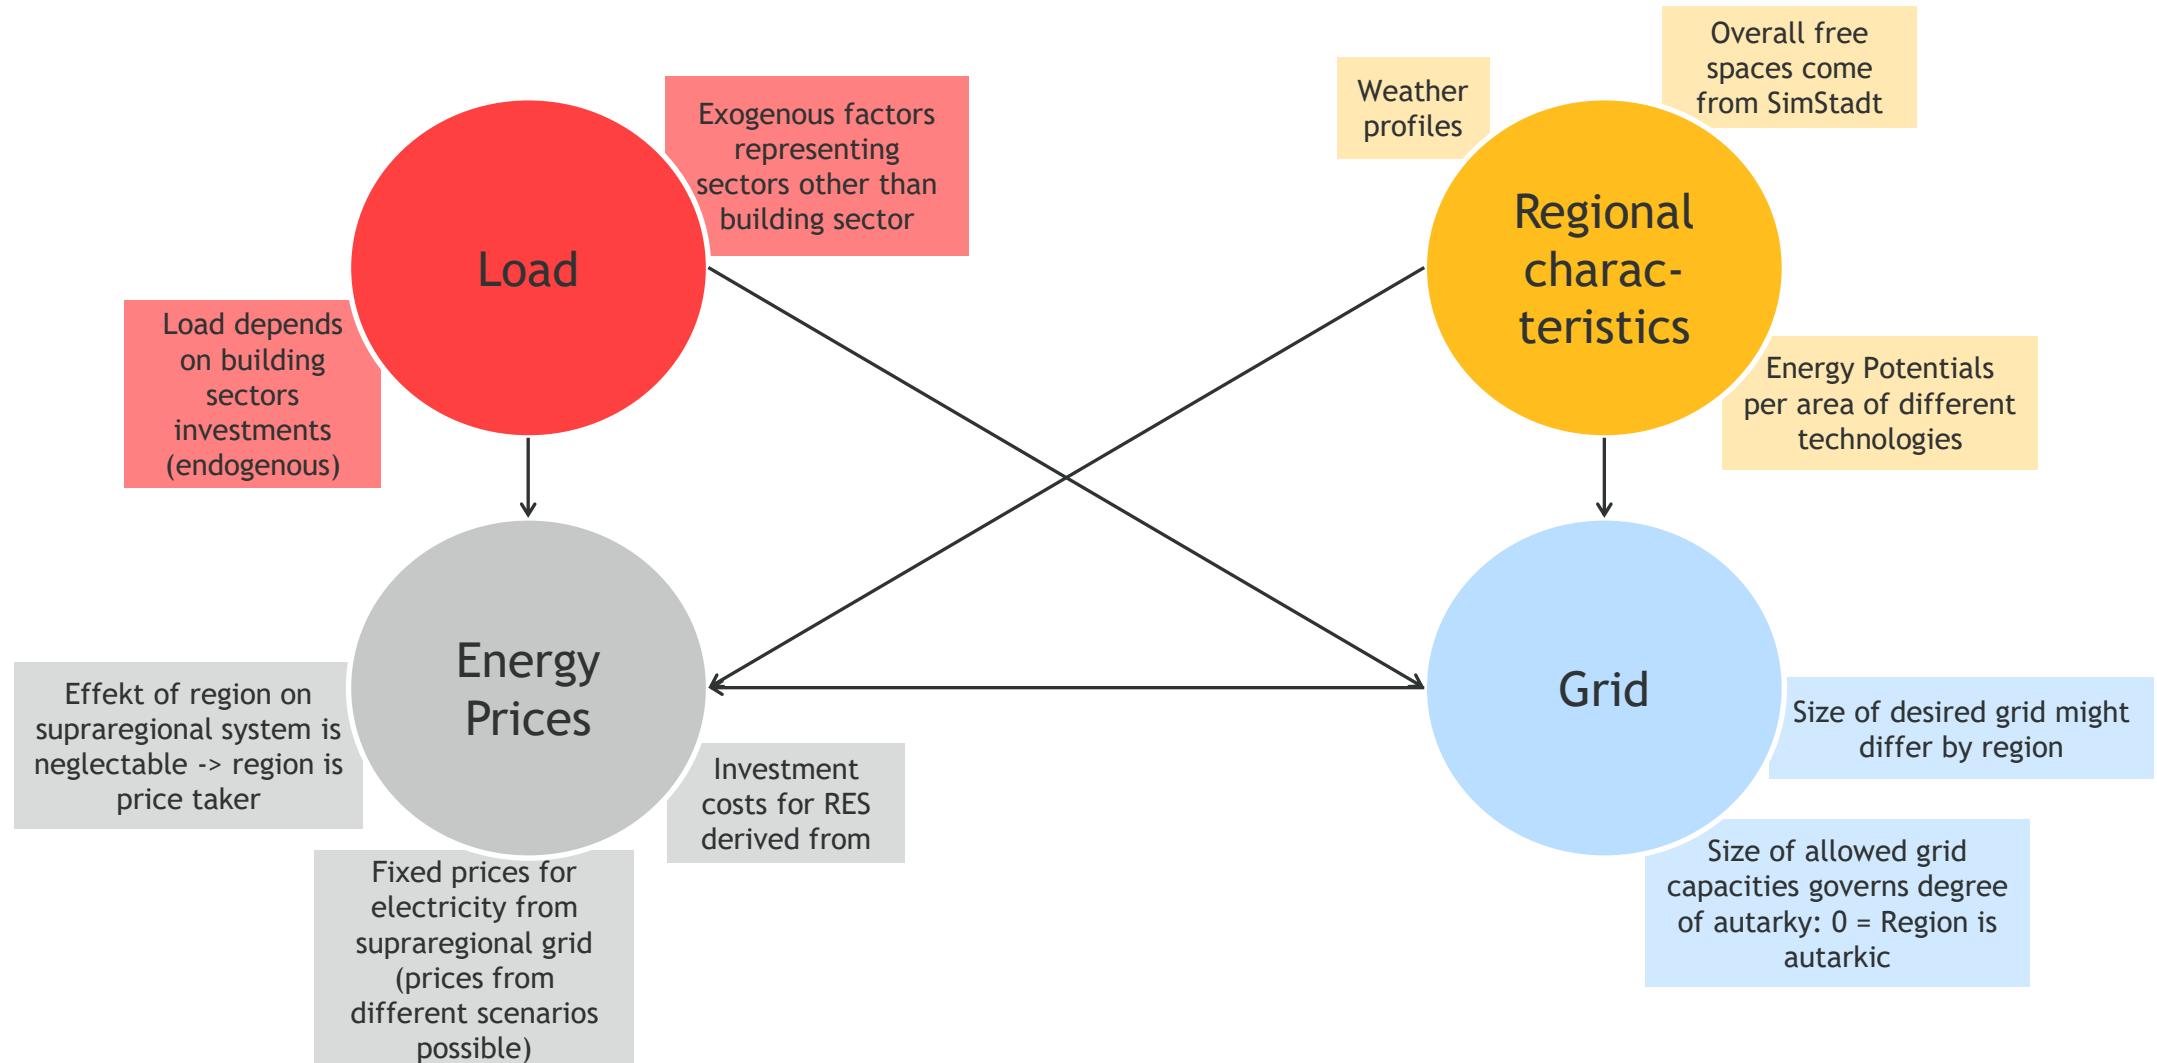 Overall free
spaces come
from SimStadt
Weather
profiles
Exogenous factors
representing
sectors other than
building sector
Load
Regional
charac-
teristics
Load depends
on building
sectors
investments
(endogenous)
Energy Potentials
per area of different
technologies
Energy
Prices
Grid
Effekt of region on
supraregional system is
neglectable -> region is
price taker
Size of desired grid might
differ by region
Investment
costs for RES
derived from
Fixed prices for
electricity from
supraregional grid
(prices from
different scenarios
possible)
Size of allowed grid
capacities governs degree
of autarky: 0 = Region is
autarkic